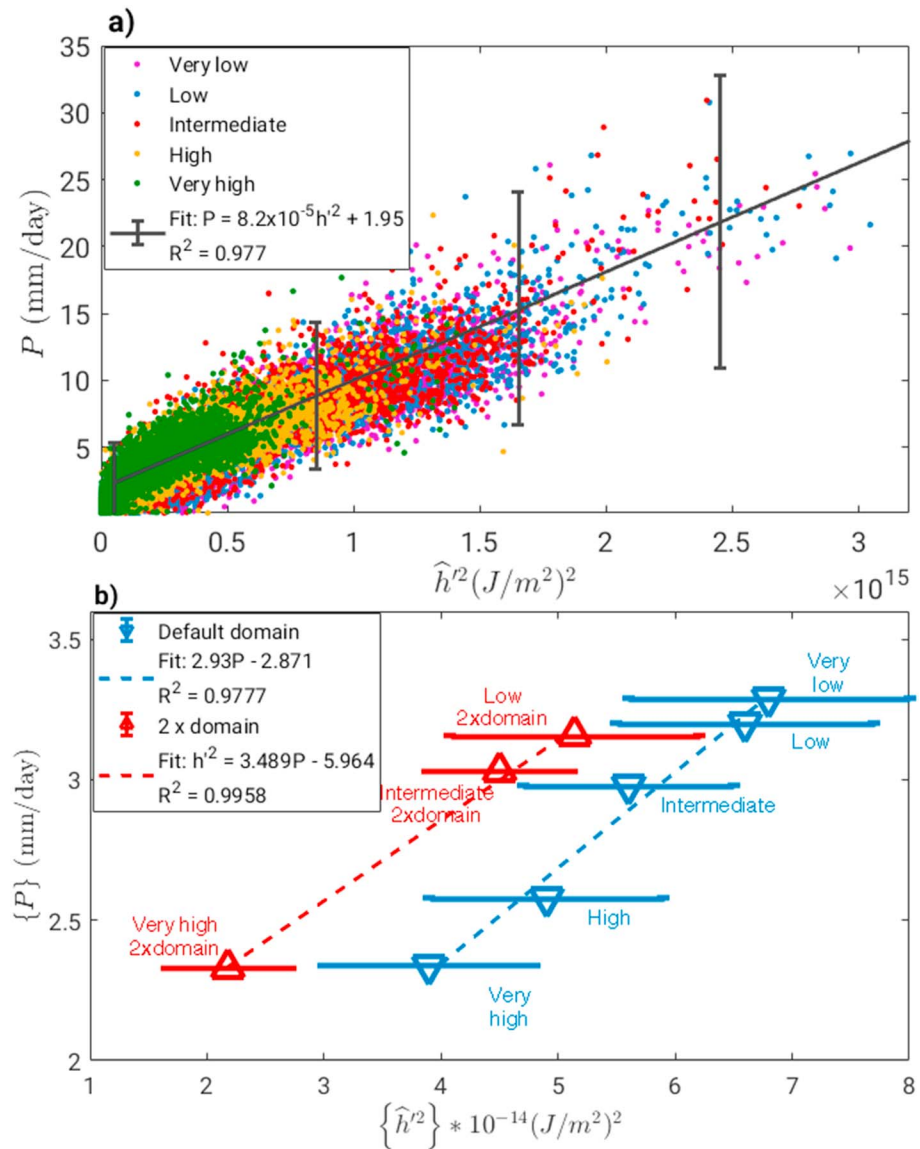 a)
35
30
25
20
15
10
5
P (mm/day)
Very low
Low
Intermediate
High
Very high
Fit: P = 8.2x10⁻⁵h'² + 1.95
R² = 0.977
0 0.5 1 1.5 2 2.5 3
ĥ'²(J/m²)²
×10¹⁵
b)
3.5
3
2.5
2
{P} (mm/day)
Default domain
Fit: 2.93P - 2.871
R² = 0.9777
2 x domain
Fit: h'² = 3.489P - 5.964
R² = 0.9958
Very
low
Low
2xdomain
Low
Intermediate
2xdomain
Intermediate
High
Very high
2xdomain
Very
high
1 2 3 4 5 6 7 8
{ĥ'²} * 10⁻¹⁴(J/m²)²